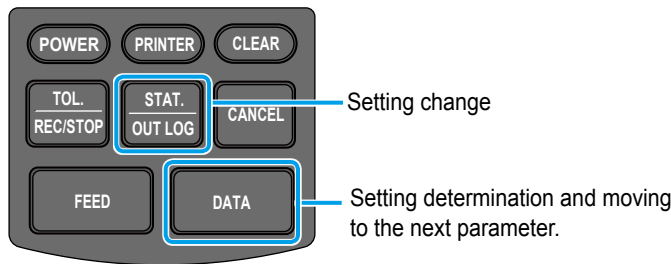 POWER PRINTER CLEAR
TOL. STAT.
REC/STOP OUT LOG CANCEL
Setting change
FEED DATA
Setting determination and moving
to the next parameter.